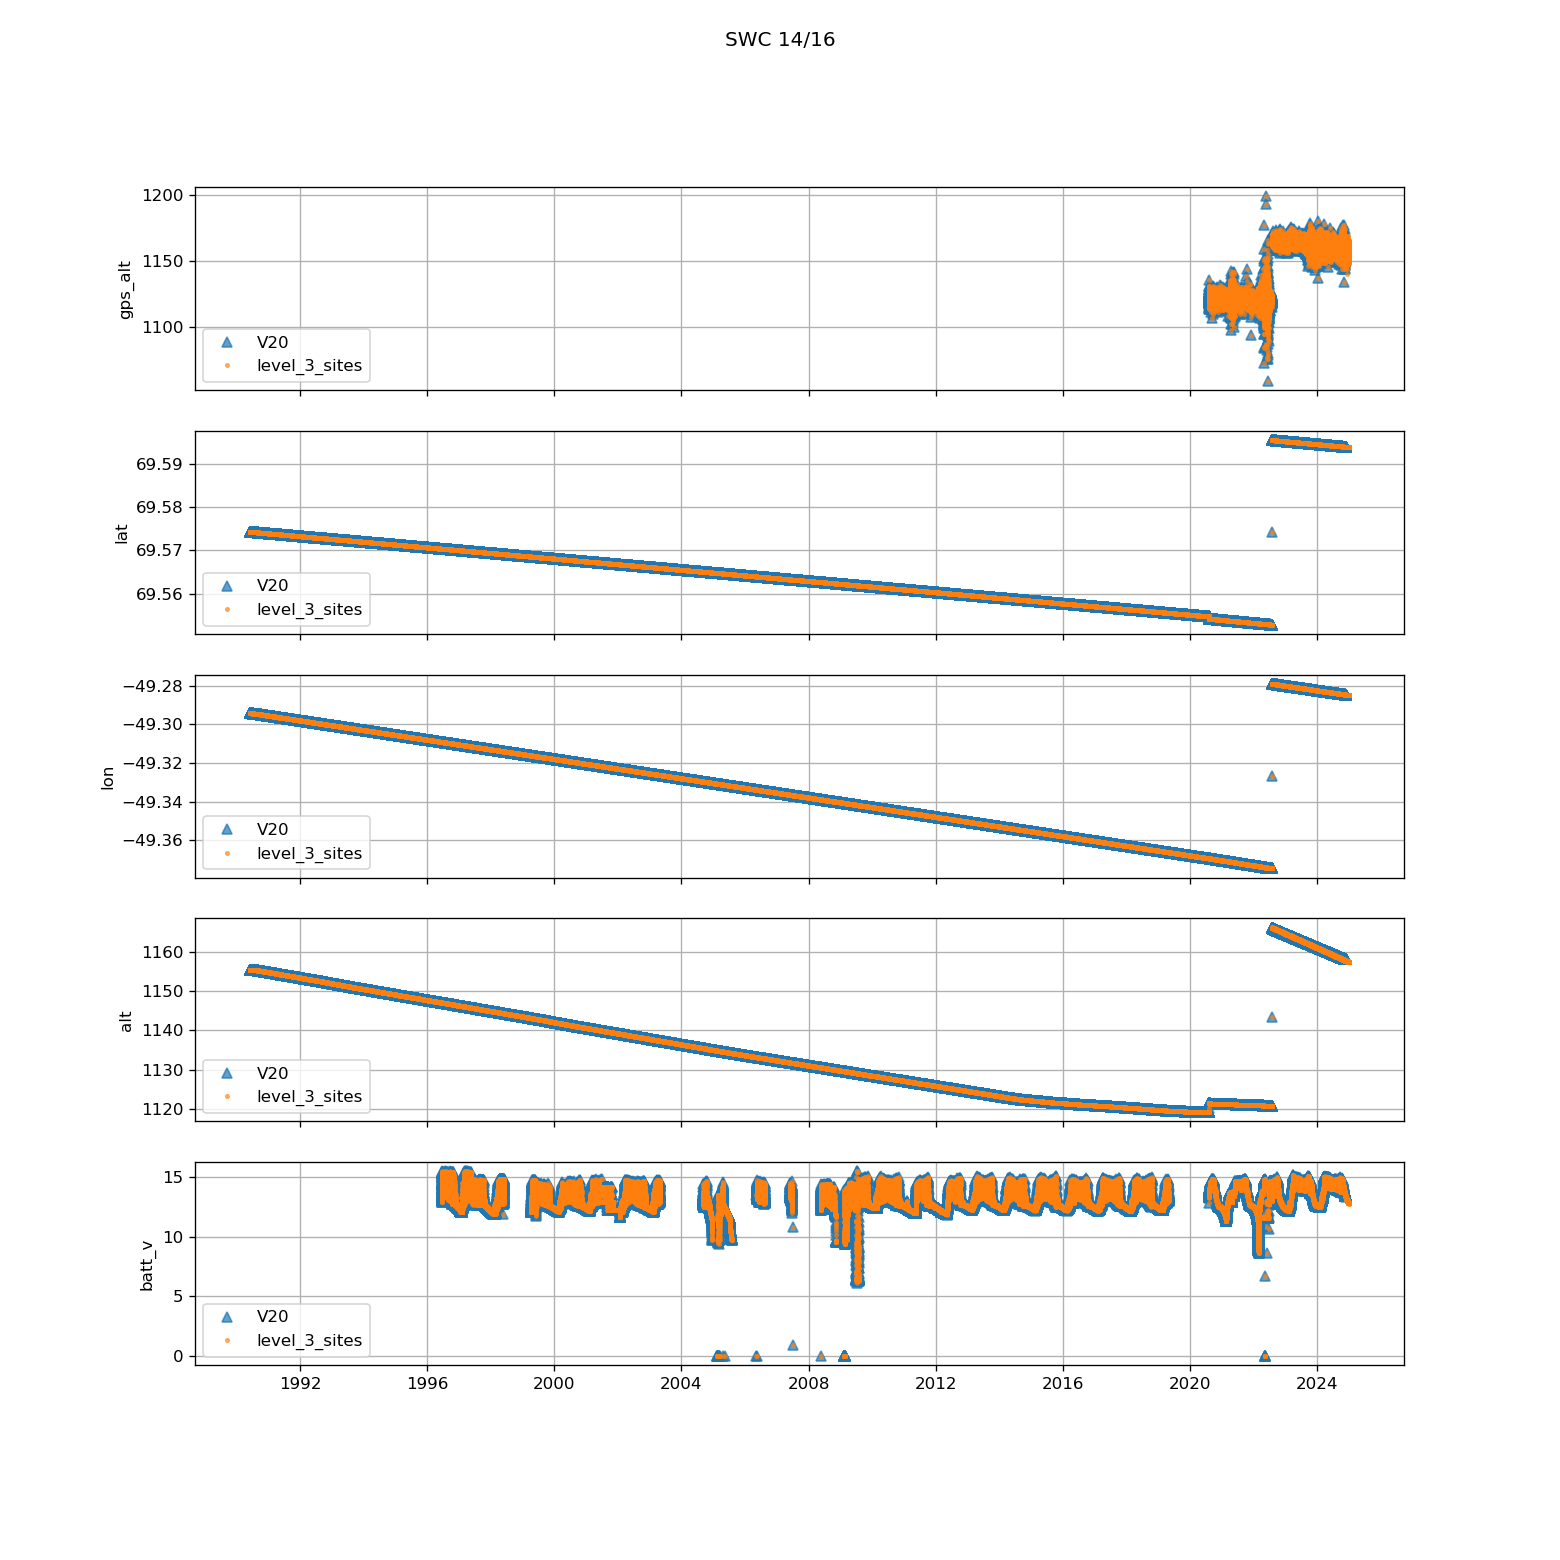 SWC 14/16
1200
1150
1100
gps_alt
V20
level_3_sites
69.59
69.58
69.57
69.56
lat
V20
level_3_sites
−49.28
−49.30
−49.32
−49.34
−49.36
lon
V20
level_3_sites
1160
1150
1140
1130
1120
alt
V20
level_3_sites
15
10
5
0
batt_v
V20
level_3_sites
1992 1996 2000 2004 2008 2012 2016 2020 2024